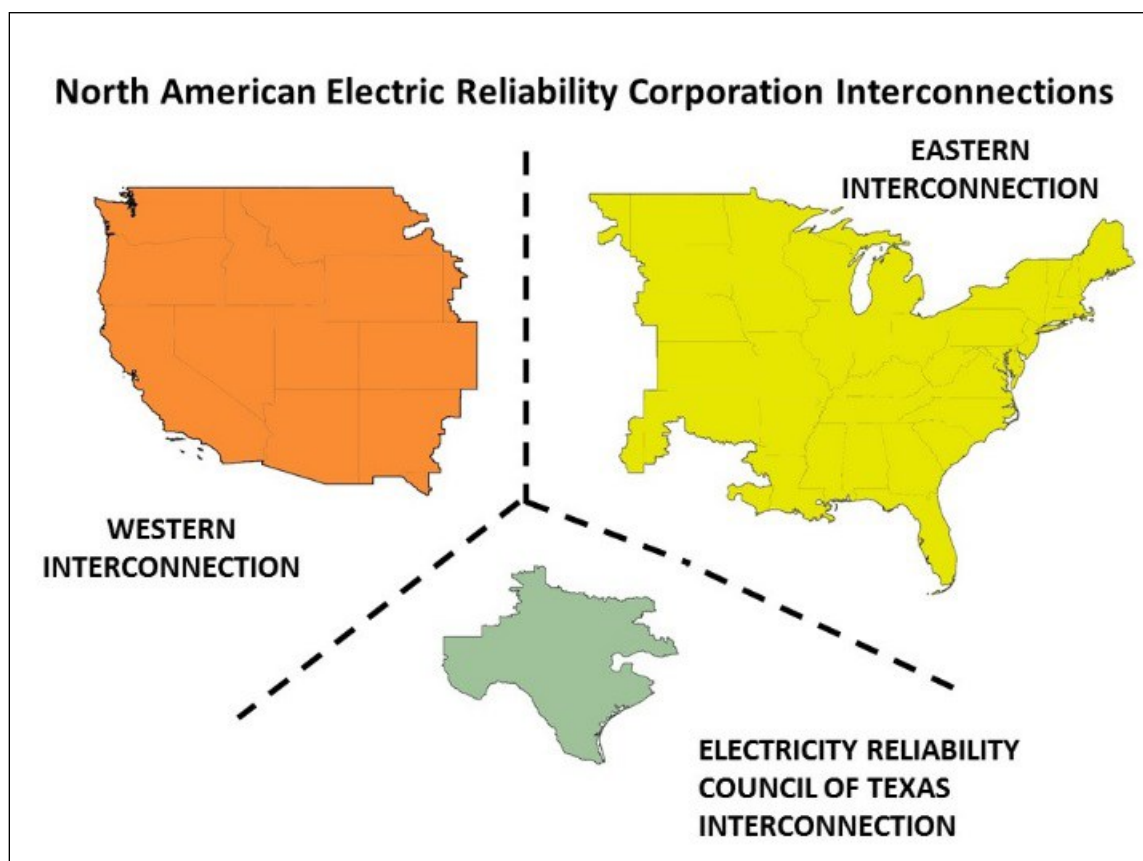 North American Electric Reliability Corporation Interconnections
EASTERN
INTERCONNECTION
WESTERN
INTERCONNECTION
ELECTRICITY RELIABILITY
COUNCIL OF TEXAS
INTERCONNECTION